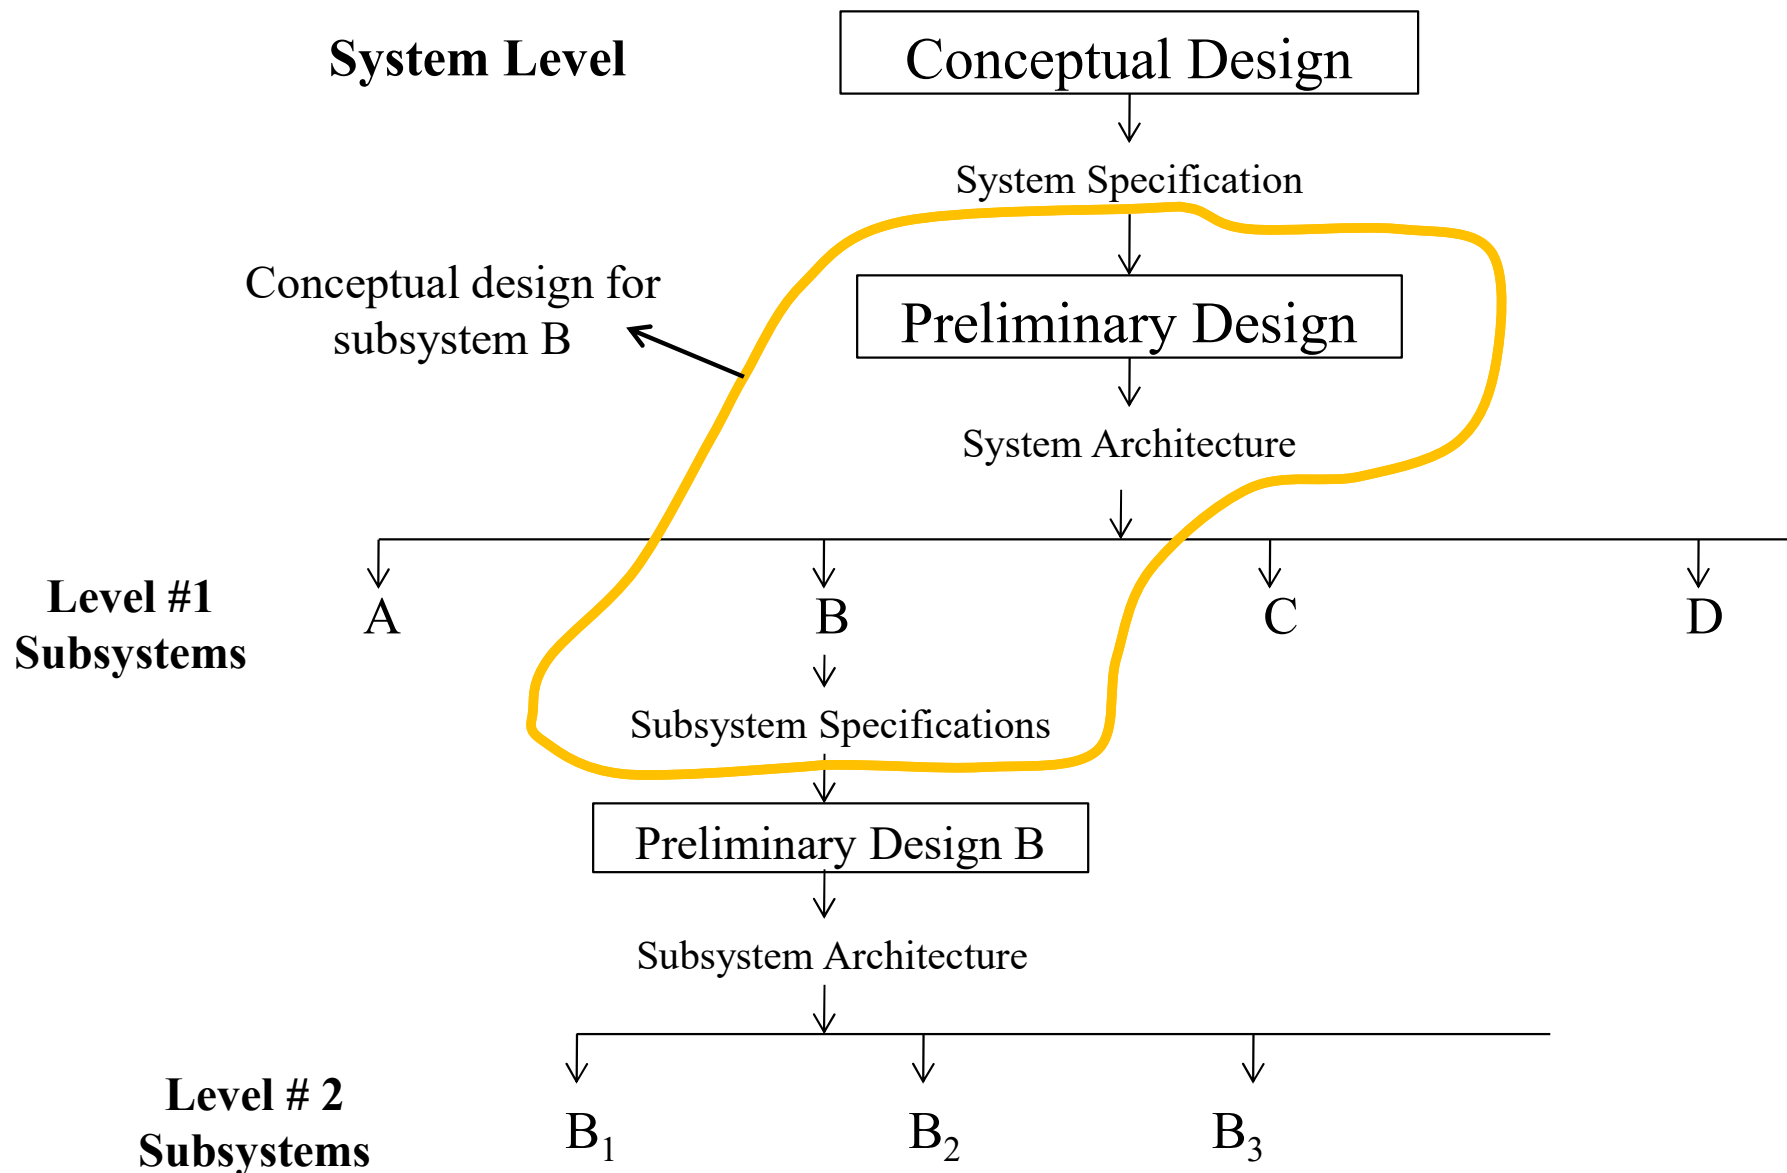 System Level
Conceptual Design
System Specification
Conceptual design for
subsystem B
Preliminary Design
System Architecture
Level #1
Subsystems
A
B
C
D
Subsystem Specifications
Preliminary Design B
Subsystem Architecture
Level # 2
Subsystems
B₁
B₂
B₃